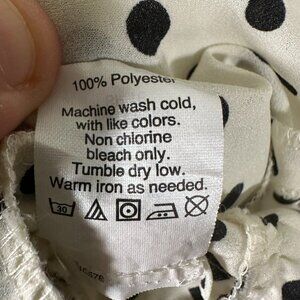 100% Polyester
Machine wash cold,
with like colors.
Non chlorine
bleach only.
Tumble dry low.
Warm iron as needed.
30